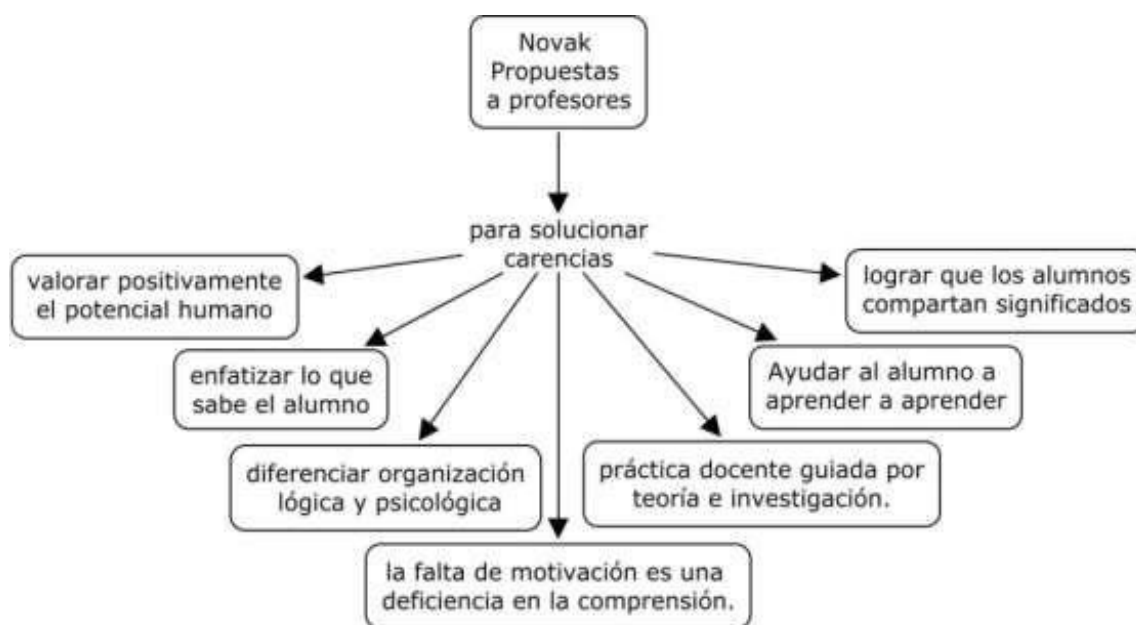 Novak
Propuestas
a profesores
para solucionar
carencias
valorar positivamente
el potencial humano
lograr que los alumnos
compartan significados
enfatizar lo que
sabe el alumno
Ayudar al alumno a
aprender a aprender
diferenciar organización
lógica y psicológica
práctica docente guiada por
teoría e investigación.
la falta de motivación es una
deficiencia en la comprensión.